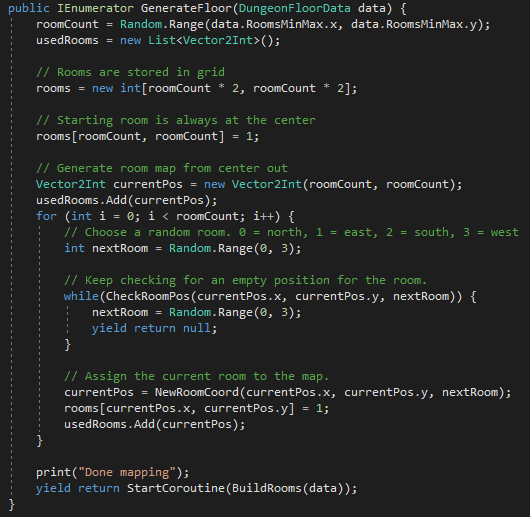 public IEnumerator GenerateFloor(DungeonFloorData data) {
roomCount = Random.Range(data.RoomsMinMax.x, data.RoomsMinMax.y);
usedRooms = new List<Vector2Int>();
// Rooms are stored in grid
rooms = new int[roomCount * 2, roomCount * 2];
// Starting room is always at the center
rooms[roomCount, roomCount] = 1;
// Generate room map from center out
Vector2Int currentPos = new Vector2Int(roomCount, roomCount);
usedRooms.Add(currentPos);
for (int i = 0; i < roomCount; i++) {
// Choose a random room. 0 = north, 1 = east, 2 = south, 3 = west
int nextRoom = Random.Range(0, 3);
// Keep checking for an empty position for the room.
while(CheckRoomPos(currentPos.x, currentPos.y, nextRoom)) {
nextRoom = Random.Range(0, 3);
yield return null;
}
// Assign the current room to the map.
currentPos = NewRoomCoord(currentPos.x, currentPos.y, nextRoom);
rooms[currentPos.x, currentPos.y] = 1;
usedRooms.Add(currentPos);
}
print("Done mapping");
yield return StartCoroutine(BuildRooms(data));
}